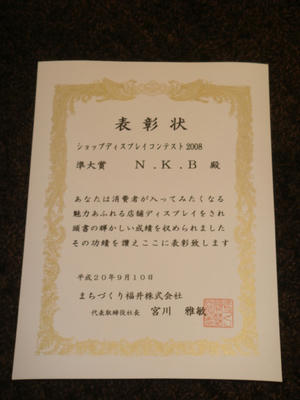 表彰状
ショップディスプレイコンテスト2008
準大賞 N.K.B 殿
あなたは消費者が入ってみたくなる
魅力あふれる店舗ディスプレイをされ
頭書の輝かしい成績を収められました
その功績を讃えここに表彰致します
平成20年9月10日
まちづくり福井株式会社
代表取締役社長 宮川 雅敏